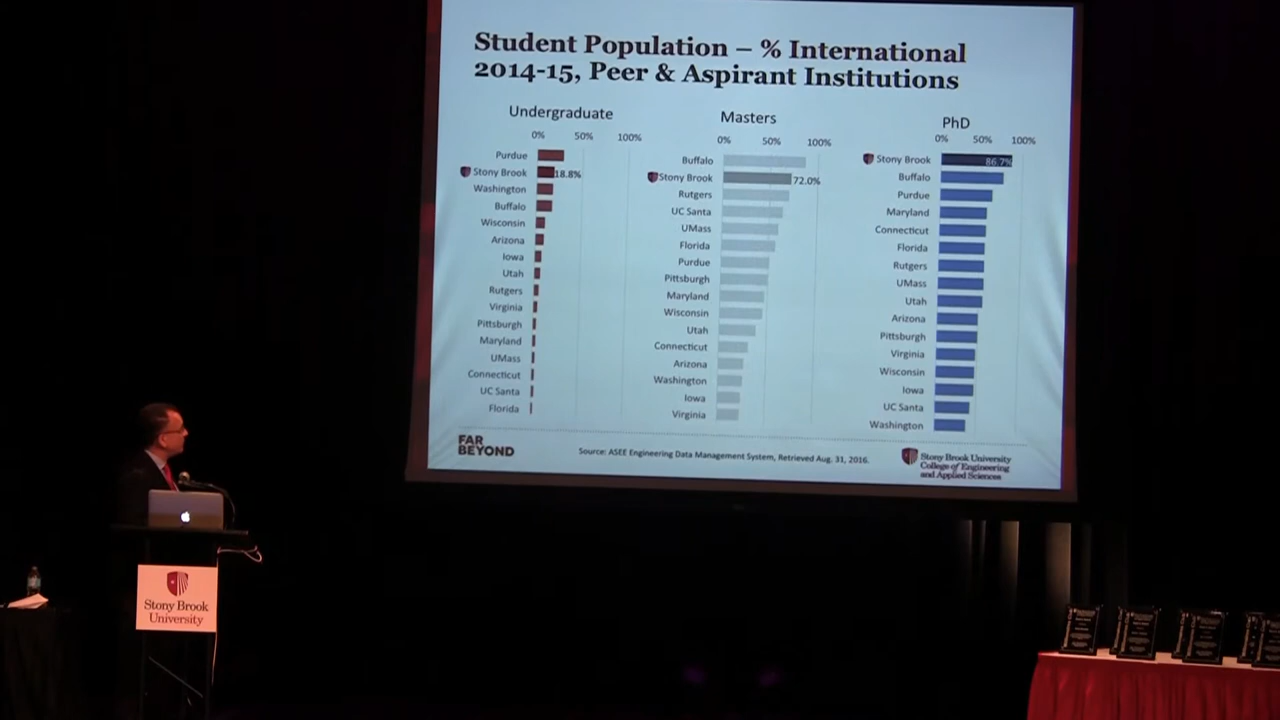 Student Population – % International
2014-15, Peer & Aspirant Institutions
Undergraduate
0% 50% 100%
Purdue
Stony Brook 18.8%
Washington
Buffalo
Wisconsin
Arizona
Iowa
Utah
Rutgers
Virginia
Pittsburgh
Maryland
UMass
Connecticut
UC Santa
Florida
Masters
0% 50% 100%
Buffalo
Stony Brook 72.0%
Rutgers
UC Santa
UMass
Florida
Purdue
Pittsburgh
Maryland
Wisconsin
Utah
Connecticut
Arizona
Washington
Iowa
Virginia
PhD
0% 50% 100%
Stony Brook 86.7%
Buffalo
Purdue
Maryland
Connecticut
Florida
Rutgers
UMass
Utah
Arizona
Pittsburgh
Virginia
Wisconsin
Iowa
UC Santa
Washington
FAR
BEYOND
Source: ASEE Engineering Data Management System, Retrieved Aug. 31, 2016.
Stony Brook University
College of Engineering
and Applied Sciences
Stony Brook
University